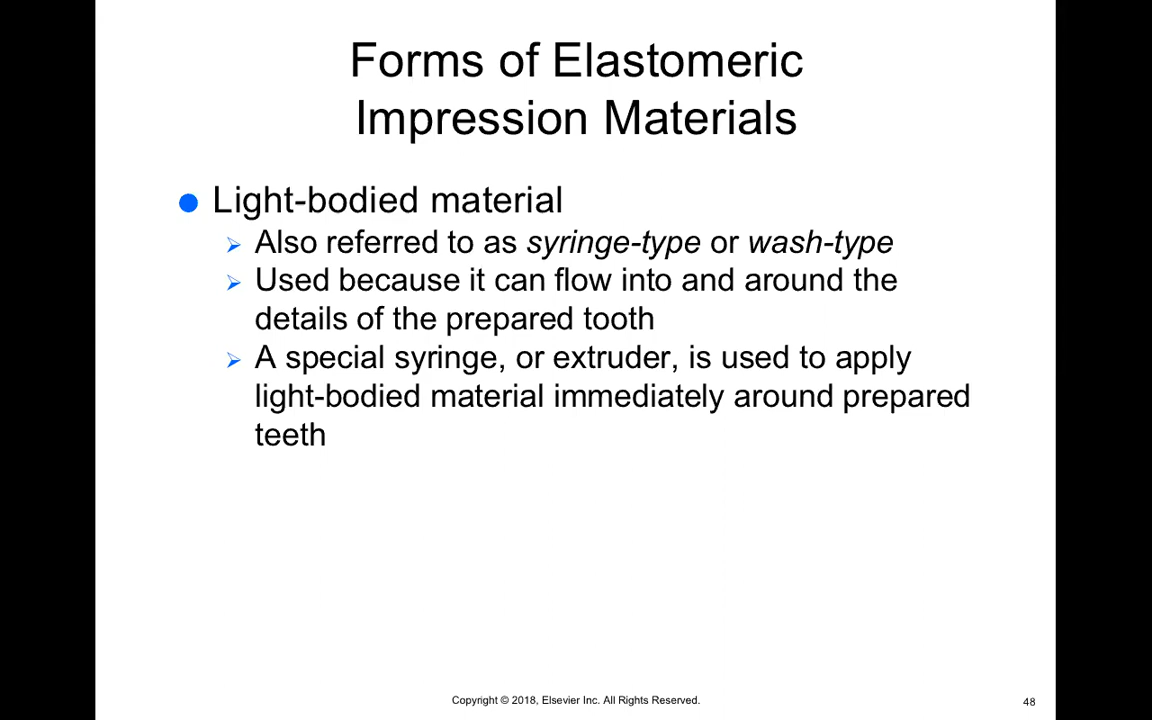 Forms of Elastomeric
Impression Materials
Light-bodied material
Also referred to as syringe-type or wash-type
Used because it can flow into and around the
details of the prepared tooth
A special syringe, or extruder, is used to apply
light-bodied material immediately around prepared
teeth
Copyright © 2018, Elsevier Inc. All Rights Reserved.
48